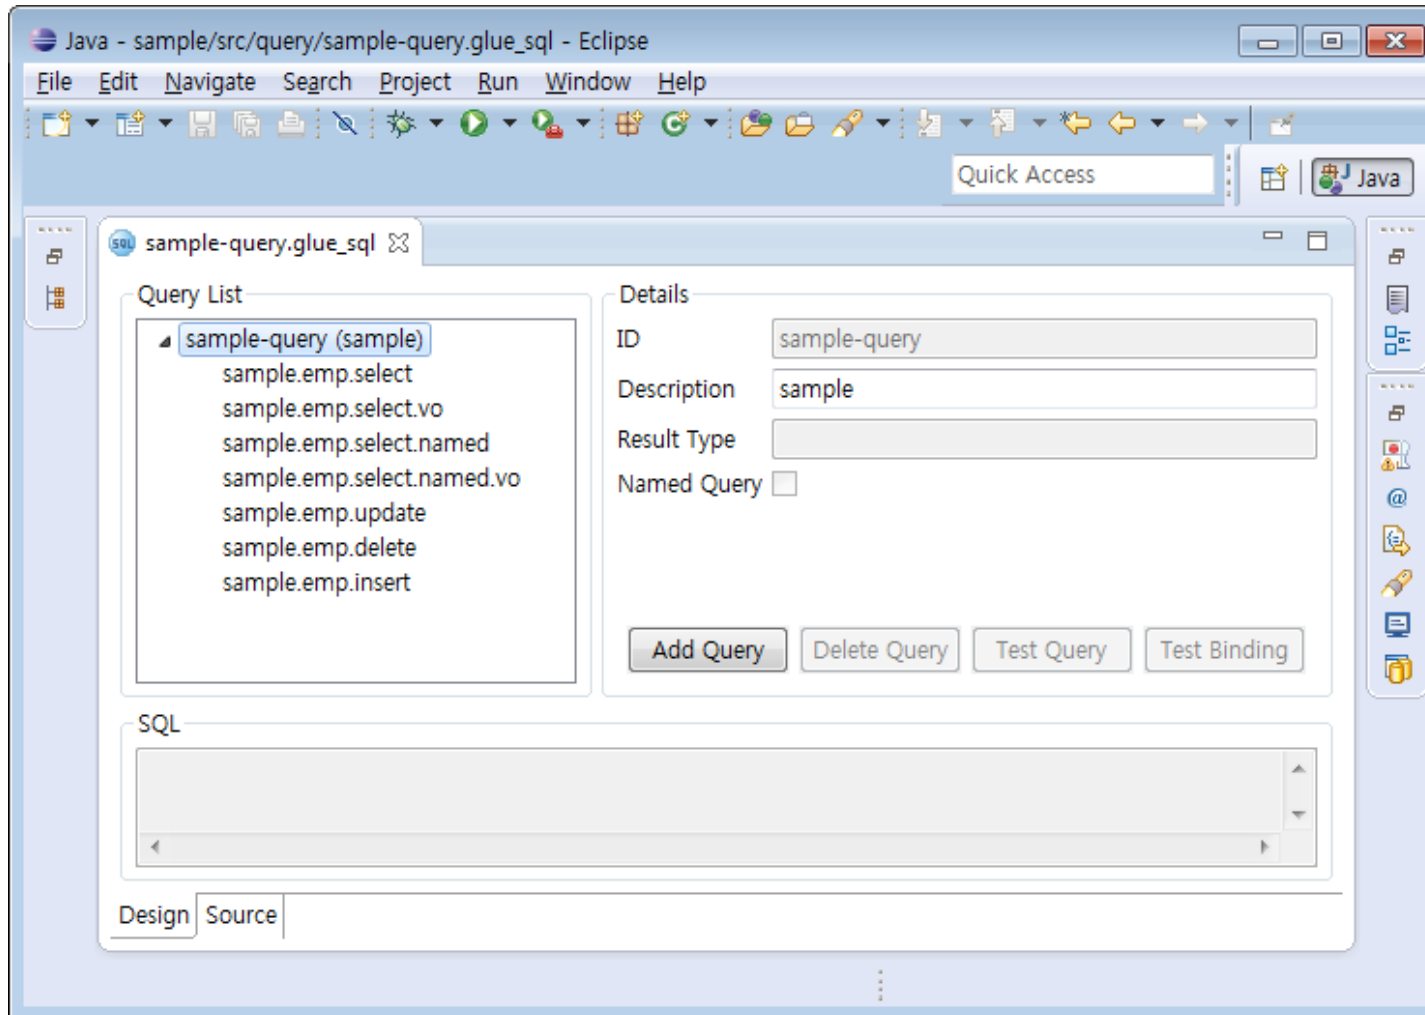 Java - sample/src/query/sample-query.glue_sql - Eclipse
File Edit Navigate Search Project Run Window Help
Quick Access
Java
sample-query.glue_sql
Query List
sample-query (sample)
sample.emp.select
sample.emp.select.vo
sample.emp.select.named
sample.emp.select.named.vo
sample.emp.update
sample.emp.delete
sample.emp.insert
Details
ID sample-query
Description sample
Result Type
Named Query
Add Query Delete Query Test Query Test Binding
SQL
Design Source